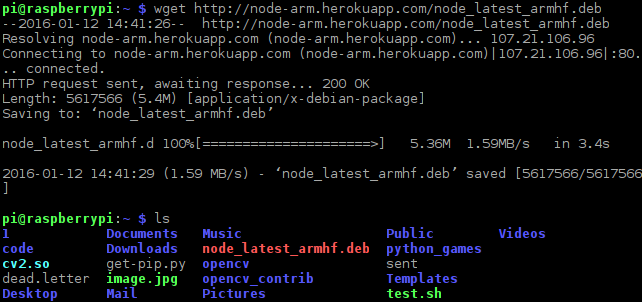 pi@raspberrypi:~ $ wget http://node-arm.herokuapp.com/node_latest_armhf.deb
--2016-01-12 14:41:26--  http://node-arm.herokuapp.com/node_latest_armhf.deb
Resolving node-arm.herokuapp.com (node-arm.herokuapp.com)... 107.21.106.96
Connecting to node-arm.herokuapp.com (node-arm.herokuapp.com)|107.21.106.96|:80.
.. connected.
HTTP request sent, awaiting response... 200 OK
Length: 5617566 (5.4M) [application/x-debian-package]
Saving to: ‘node_latest_armhf.deb’
node_latest_armhf.d 100%[=====================>]   5.36M  1.59MB/s   in 3.4s
2016-01-12 14:41:29 (1.59 MB/s) - ‘node_latest_armhf.deb’ saved [5617566/5617566
]
pi@raspberrypi:~ $ ls
1            Documents   Music                  Public        Videos
code         Downloads   node_latest_armhf.deb  python_games
cv2.so       get-pip.py  opencv                 sent
dead.letter  image.jpg   opencv_contrib         Templates
Desktop      Mail        Pictures               test.sh